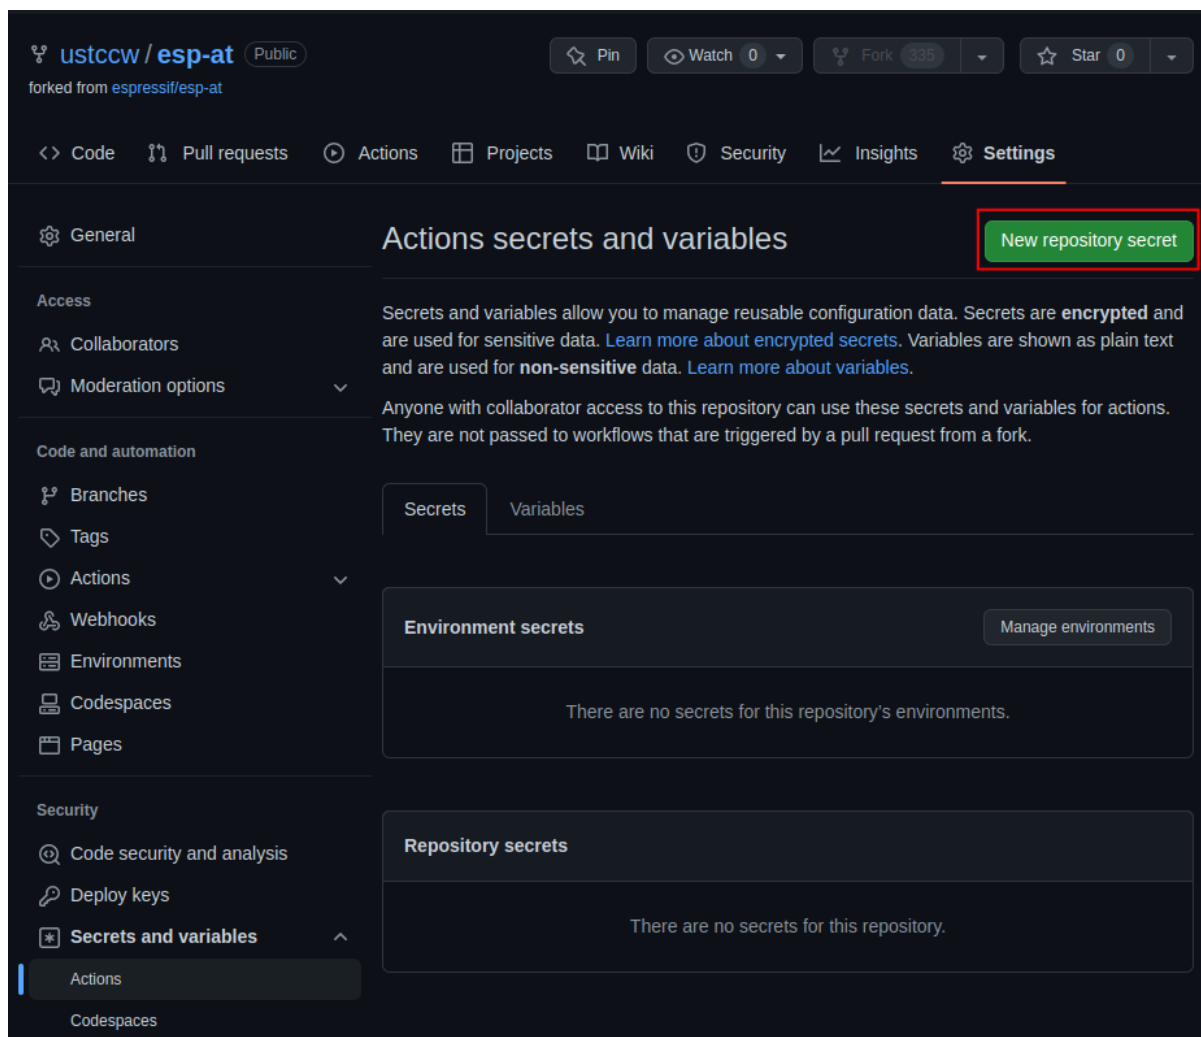 ustccw / esp-at Public
Pin
Watch 0
Fork 335
Star 0
forked from espressif/esp-at
Code
Pull requests
Actions
Projects
Wiki
Security
Insights
Settings
General
Access
Collaborators
Moderation options
Code and automation
Branches
Tags
Actions
Webhooks
Environments
Codespaces
Pages
Security
Code security and analysis
Deploy keys
Secrets and variables
Actions
Codespaces
Actions secrets and variables
New repository secret
Secrets and variables allow you to manage reusable configuration data. Secrets are encrypted and
are used for sensitive data. Learn more about encrypted secrets. Variables are shown as plain text
and are used for non-sensitive data. Learn more about variables.
Anyone with collaborator access to this repository can use these secrets and variables for actions.
They are not passed to workflows that are triggered by a pull request from a fork.
Secrets
Variables
Environment secrets
Manage environments
There are no secrets for this repository's environments.
Repository secrets
There are no secrets for this repository.